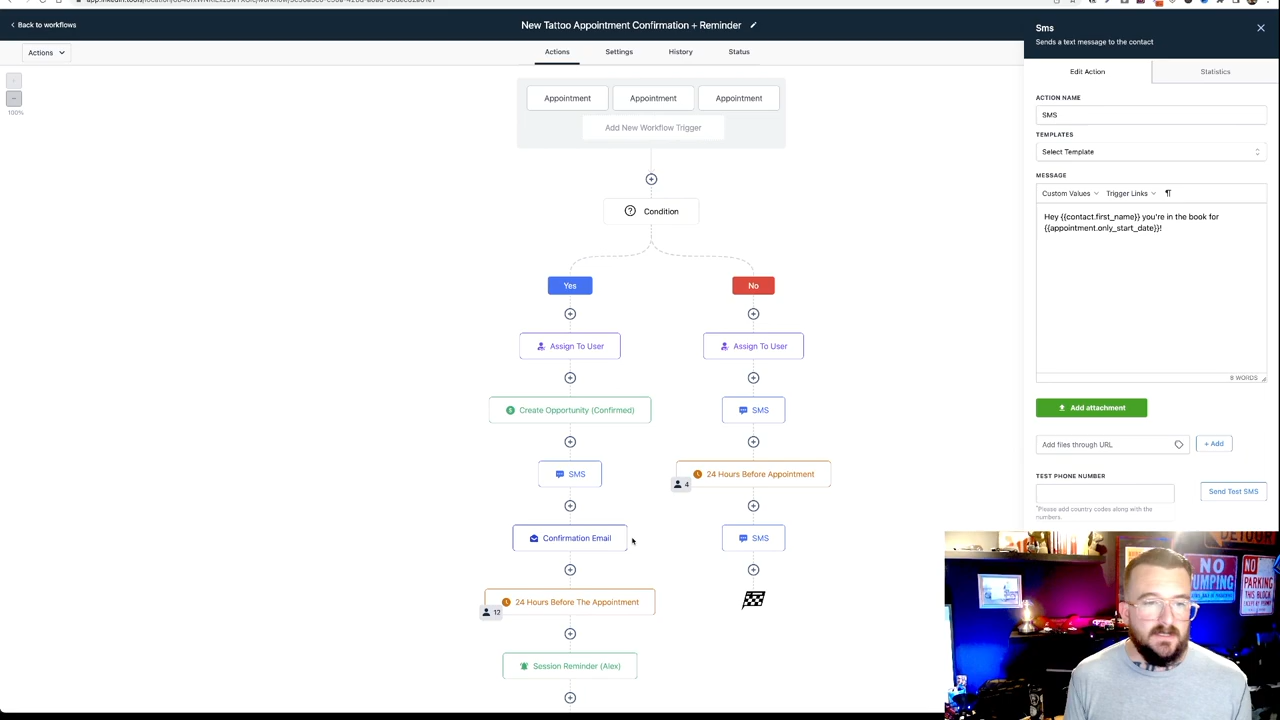 Back to workflows
New Tattoo Appointment Confirmation + Reminder
Actions
Actions
Settings
History
Status
100%
Appointment
Appointment
Appointment
Add New Workflow Trigger
Condition
Yes
No
Assign To User
Assign To User
Create Opportunity (Confirmed)
SMS
SMS
24 Hours Before Appointment
4
Confirmation Email
SMS
24 Hours Before The Appointment
12
Session Reminder (Alex)
Sms
Sends a text message to the contact
Edit Action
Statistics
ACTION NAME
SMS
TEMPLATES
Select Template
MESSAGE
Custom Values
Trigger Links
Hey {{contact.first_name}} you're in the book for
{{appointment.only_start_date}}!
9 WORDS
Add attachment
Add files through URL
+ Add
TEST PHONE NUMBER
Send Test SMS
*Please add country codes along with the
numbers.
NO
NO
PARKING
THIS BLOCK